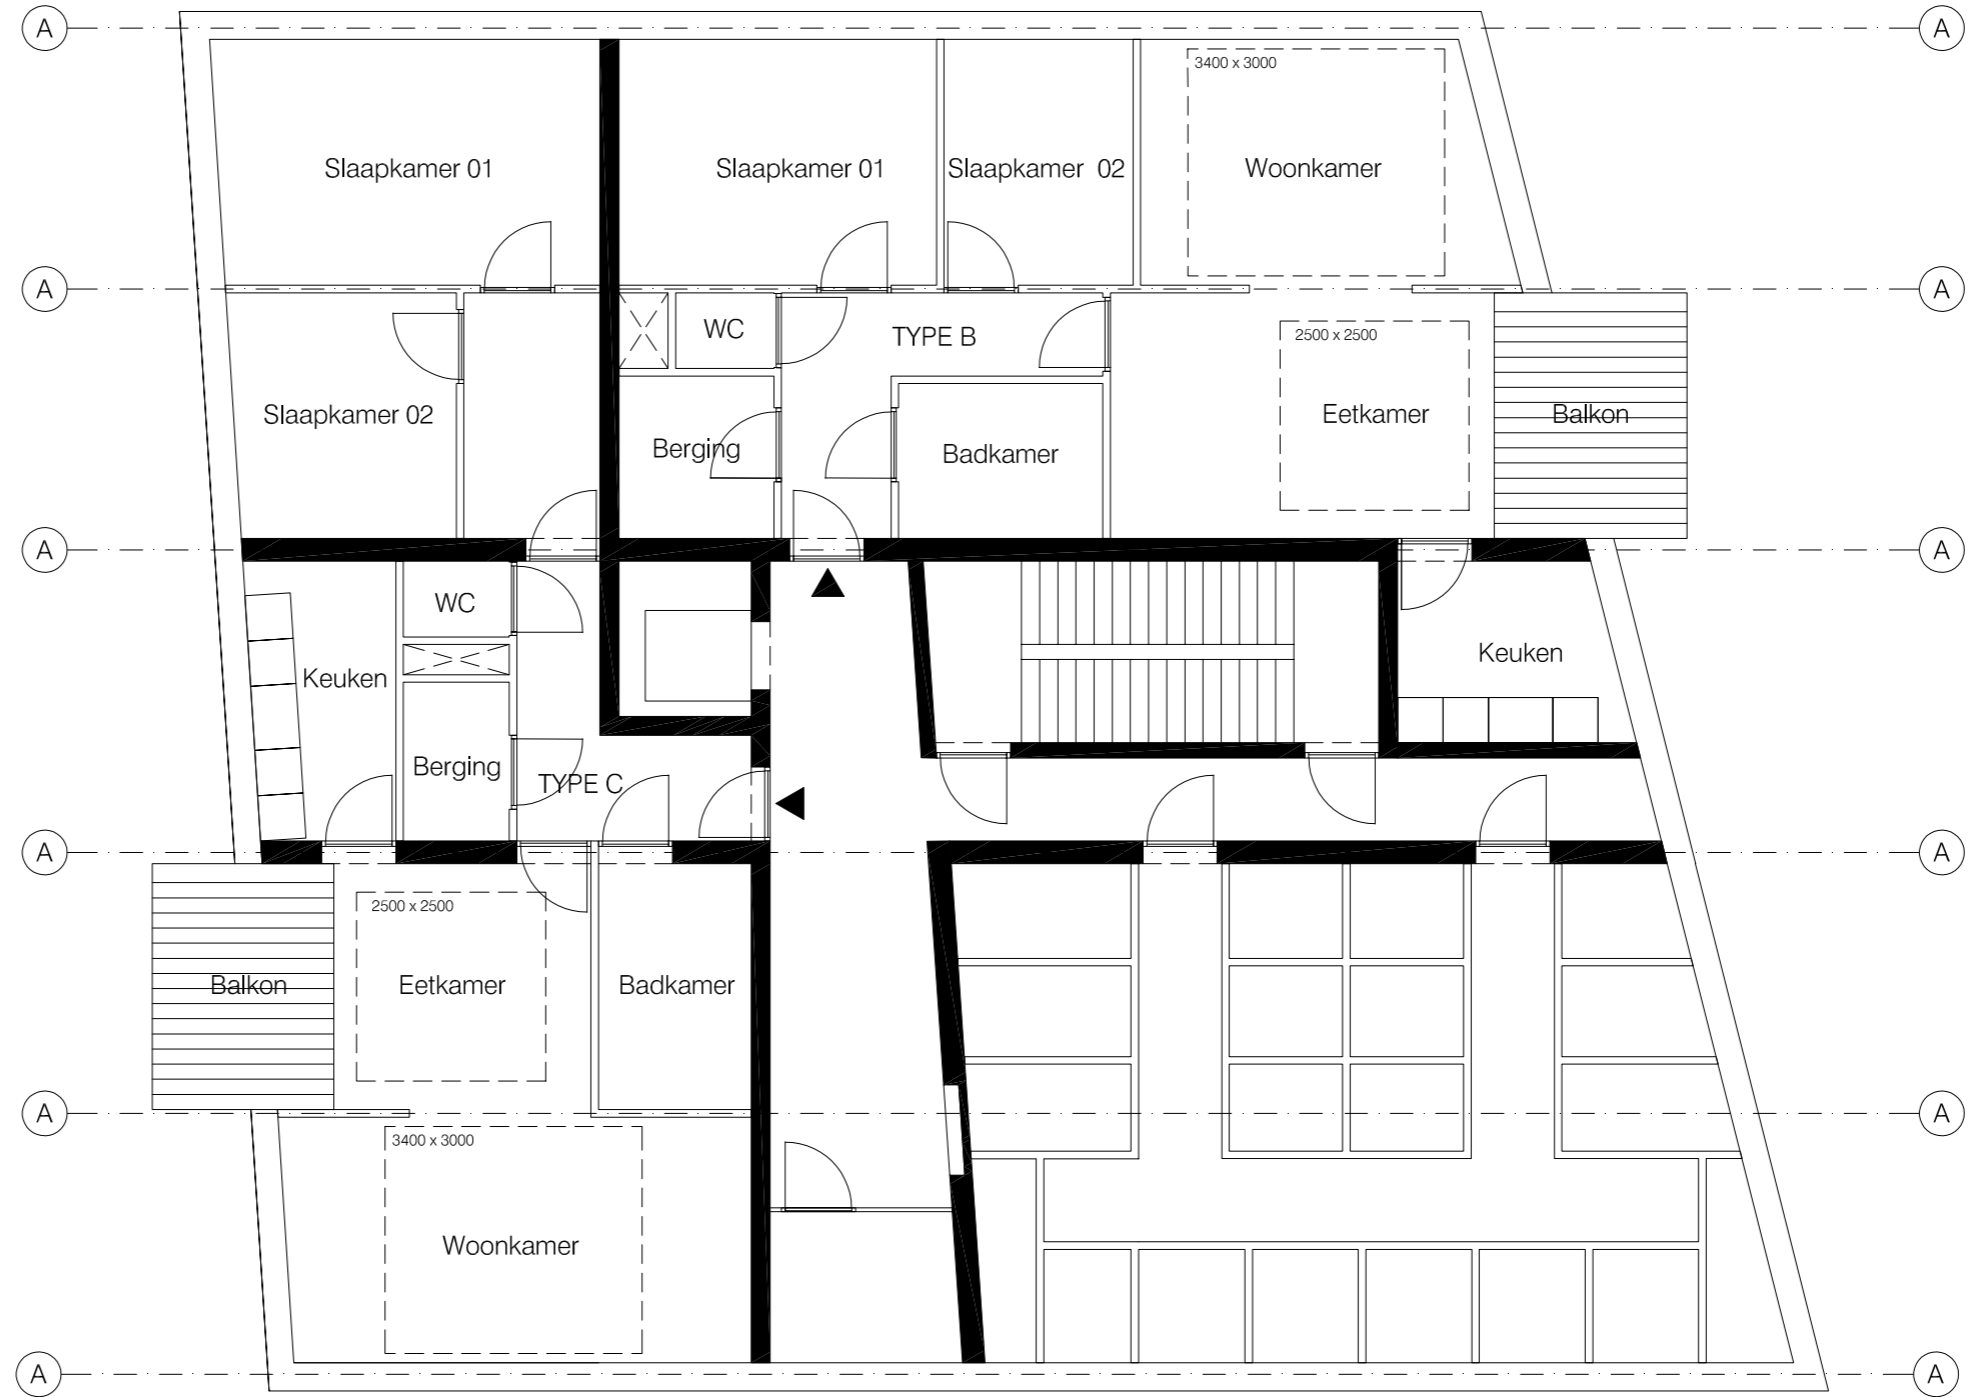 A A
3400 x 3000
Slaapkamer 01 Slaapkamer 01 Slaapkamer 02 Woonkamer
A A
WC TYPE B 2500 x 2500
Slaapkamer 02 Eetkamer Balkon
Berging Badkamer
A A
WC
Keuken Keuken
Berging TYPE C
A A
2500 x 2500
Balkon Eetkamer Badkamer
A A
3400 x 3000
Woonkamer
A A